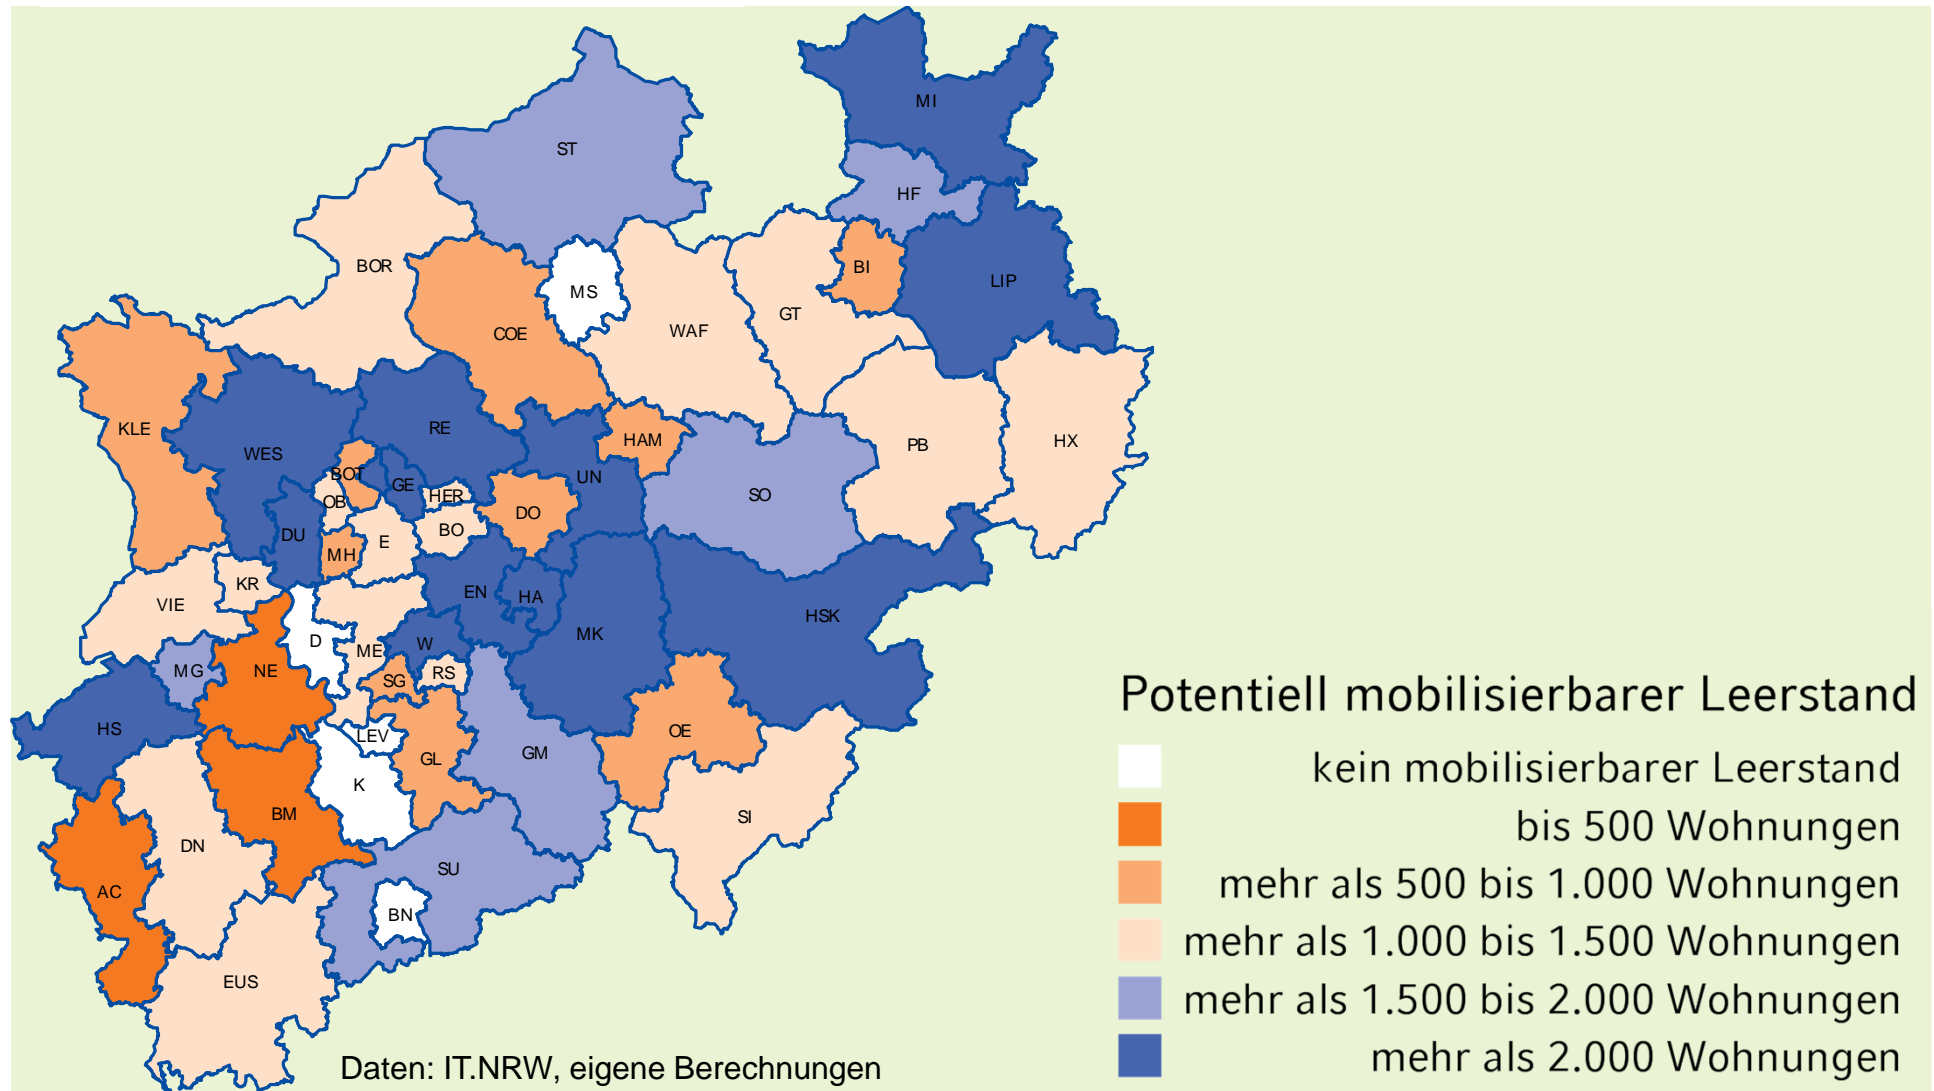 MI
ST
HF
BOR
BI
LIP
MS
GT
WAF
COE
KLE
RE
HAM
PB
HX
WES
BOT
GE
UN
OB
HER
SO
DO
BO
DU
E
MH
KR
EN
HA
VIE
HSK
MK
D
W
ME
MG
NE
SG
RS
HS
LEV
OE
GM
GL
K
BM
SI
DN
SU
AC
BN
EUS
Potentiell mobilisierbarer Leerstand
kein mobilisierbarer Leerstand
bis 500 Wohnungen
mehr als 500 bis 1.000 Wohnungen
mehr als 1.000 bis 1.500 Wohnungen
mehr als 1.500 bis 2.000 Wohnungen
mehr als 2.000 Wohnungen
Daten: IT.NRW, eigene Berechnungen